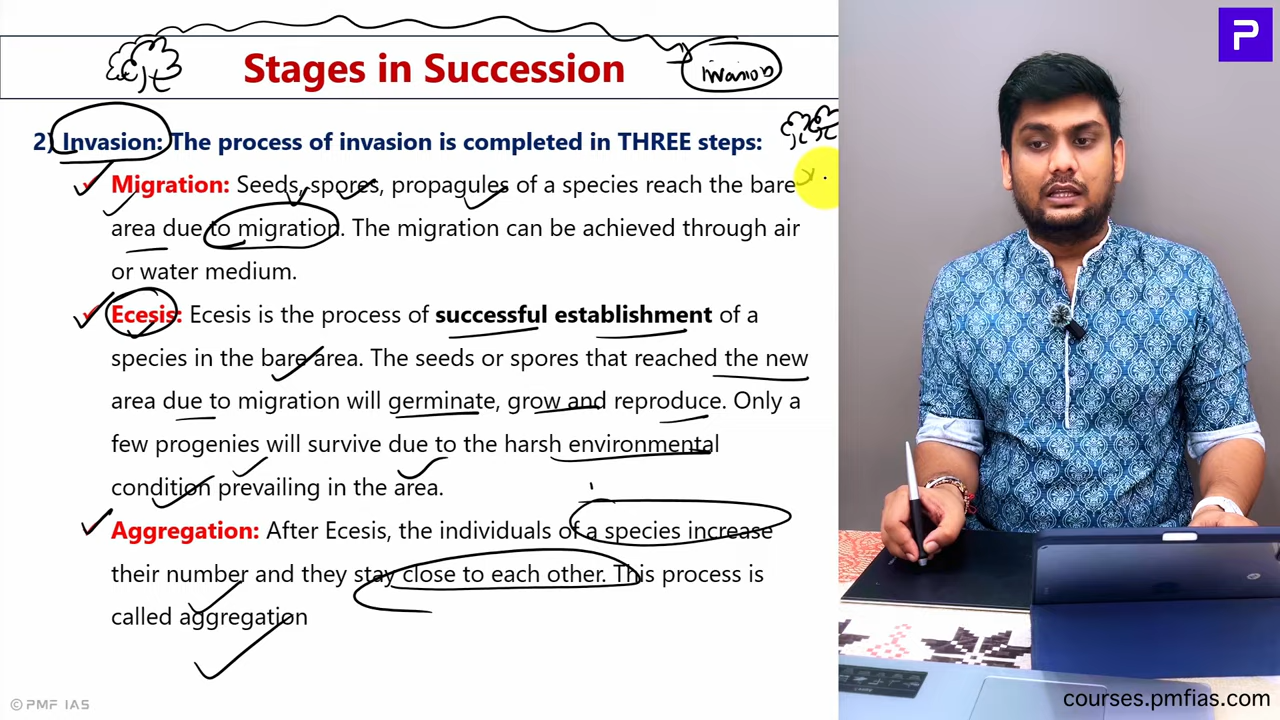 P
Stages in Succession
invasion
2) Invasion: The process of invasion is completed in THREE steps:
Migration: Seeds, spores, propagules of a species reach the bare
area due to migration. The migration can be achieved through air
or water medium.
Ecesis: Ecesis is the process of successful establishment of a
species in the bare area. The seeds or spores that reached the new
area due to migration will germinate, grow and reproduce. Only a
few progenies will survive due to the harsh environmental
condition prevailing in the area.
Aggregation: After Ecesis, the individuals of a species increase
their number and they stay close to each other. This process is
called aggregation
© PMF IAS
courses.pmfias.com